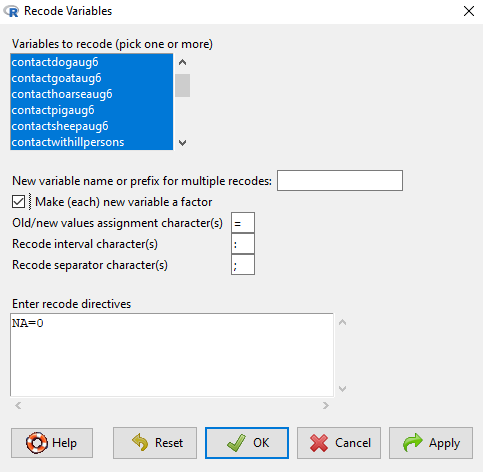 Recode Variables
Variables to recode (pick one or more)
contactdogaug6
contactgoataug6
contacthoarseaug6
contactpigaug6
contactsheepaug6
contactwithillpersons
New variable name or prefix for multiple recodes:
Make (each) new variable a factor
Old/new values assignment character(s) =
Recode interval character(s) :
Recode separator character(s) ;
Enter recode directives
NA=0
Help Reset OK Cancel Apply